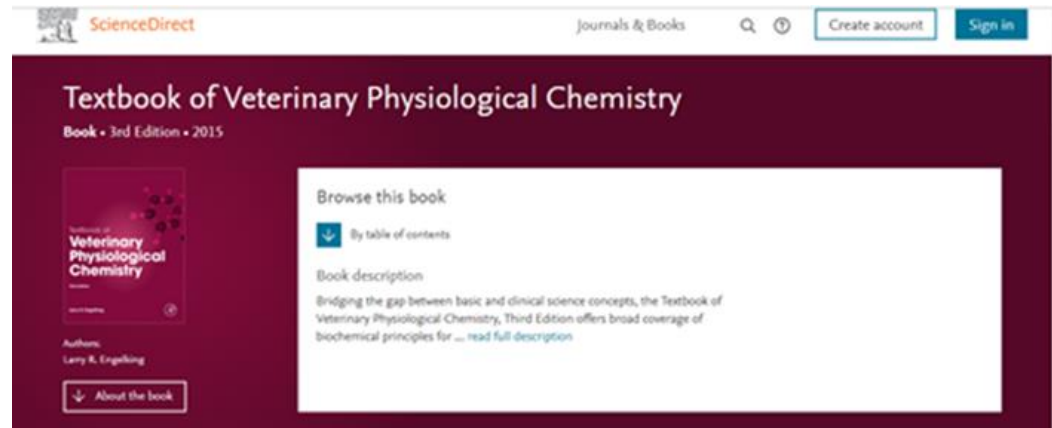 ScienceDirect
Journals & Books
Create account
Sign in
Textbook of Veterinary Physiological Chemistry
Book • 3rd Edition • 2015
Textbook of
Veterinary
Physiological
Chemistry
Browse this book
By table of contents
Book description
Bridging the gap between basic and clinical science concepts, the Textbook of
Veterinary Physiological Chemistry, Third Edition offers broad coverage of
biochemical principles for ... read full description
Authors:
Larry R. Engelking
About the book